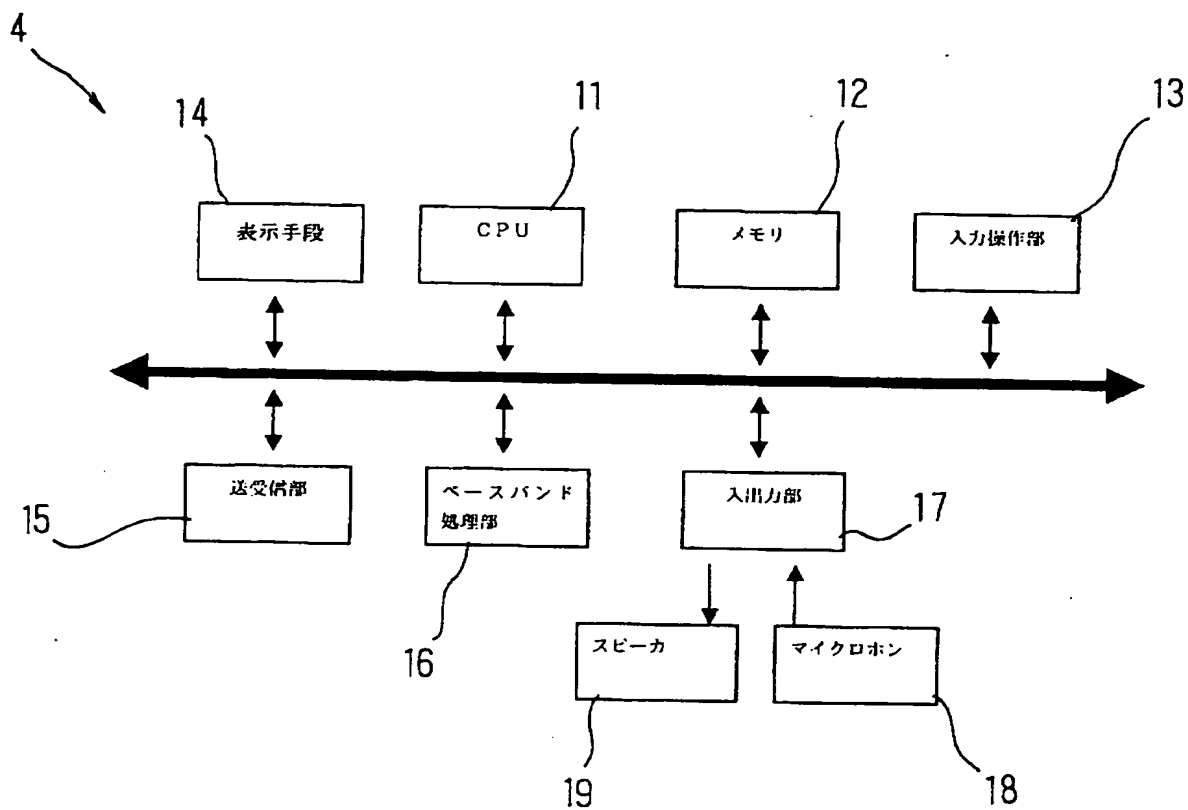 4
14
11
12
13
表示手段
CPU
メモリ
入力操作部
送受信部
ベースバンド
処理部
入出力部
15
16
17
スピーカ
マイクロホン
19
18